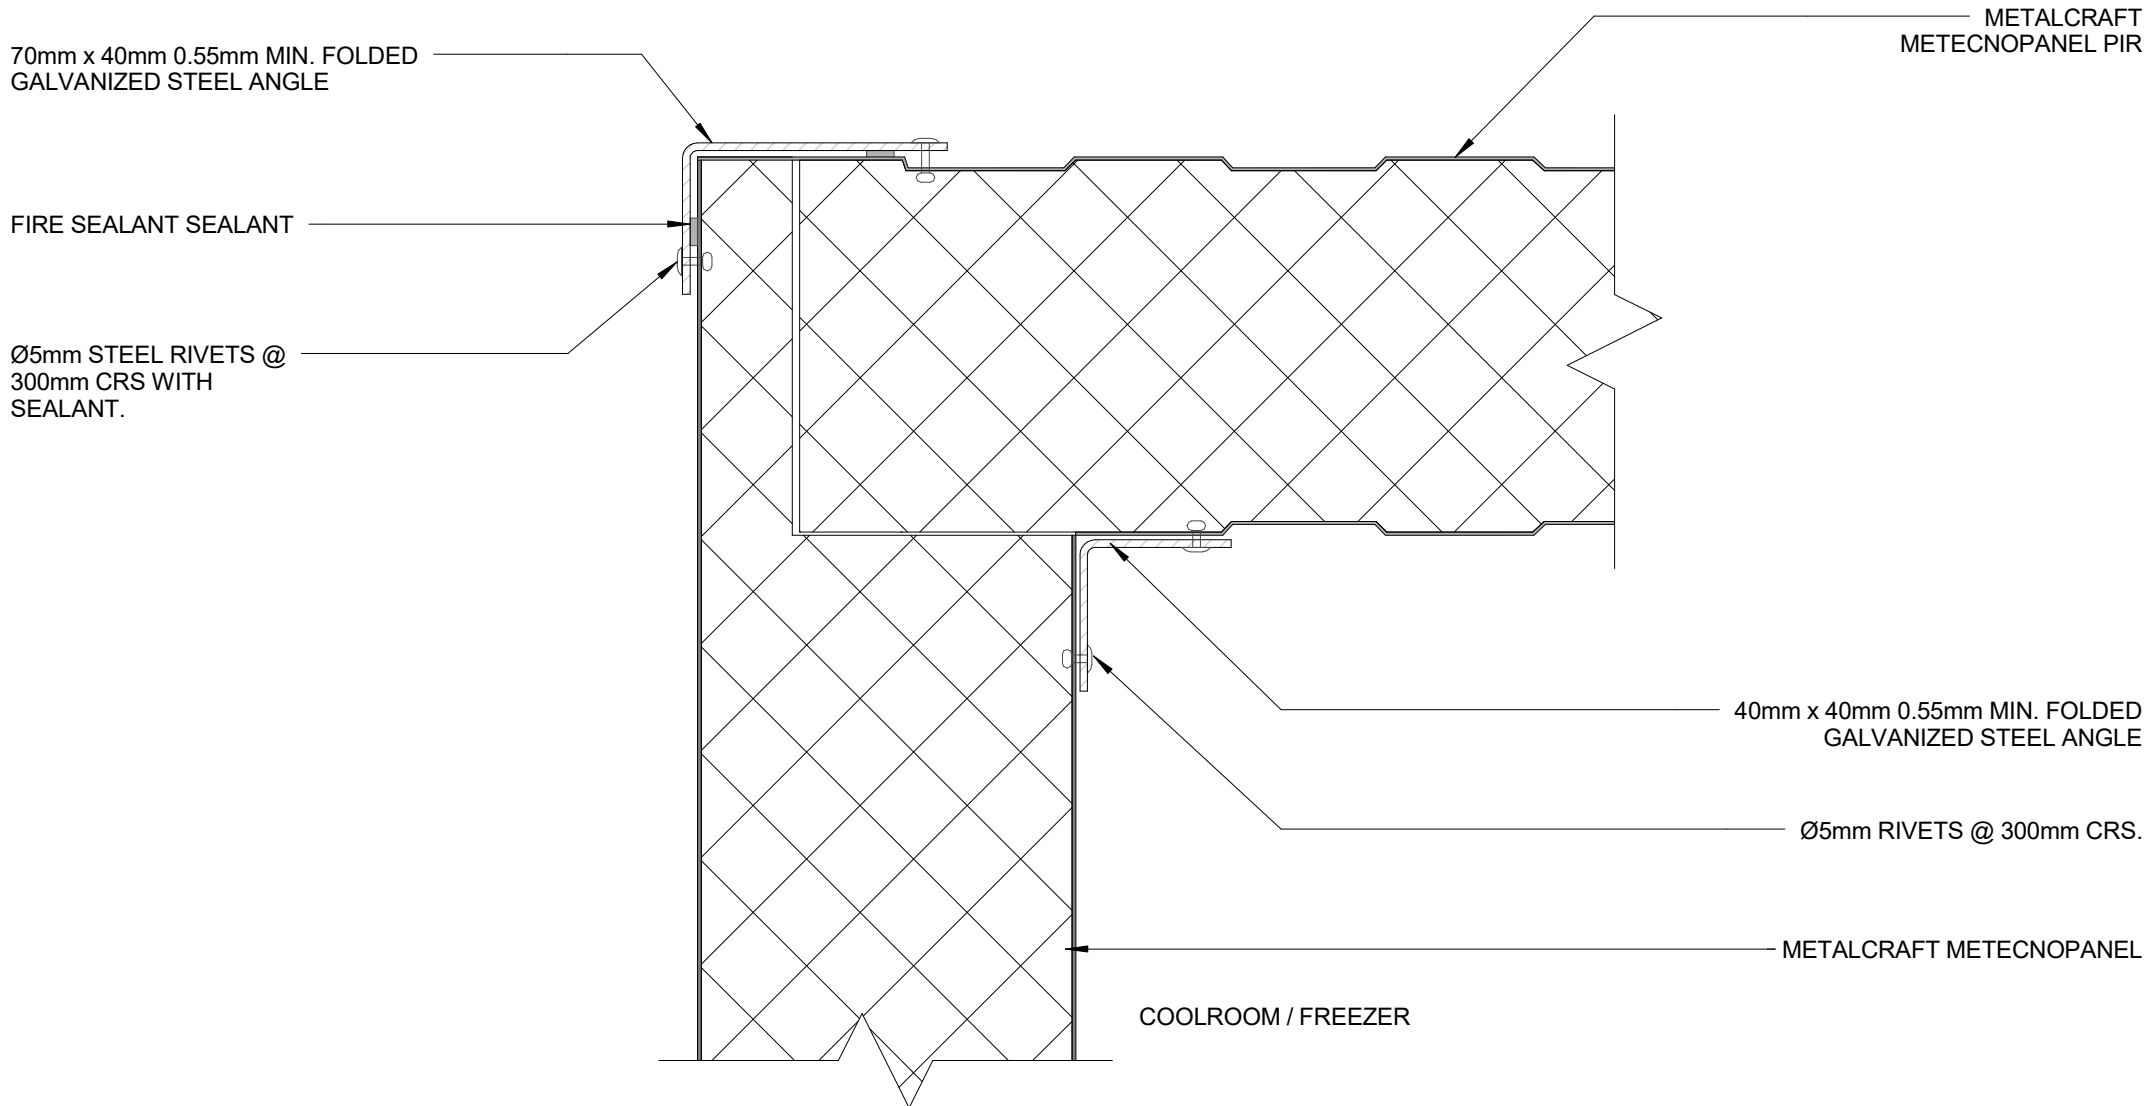 METALCRAFT
METECNOPANEL PIR
70mm x 40mm 0.55mm MIN. FOLDED
GALVANIZED STEEL ANGLE
FIRE SEALANT SEALANT
Ø5mm STEEL RIVETS @
300mm CRS WITH
SEALANT.
40mm x 40mm 0.55mm MIN. FOLDED
GALVANIZED STEEL ANGLE
Ø5mm RIVETS @ 300mm CRS.
METALCRAFT METECNOPANEL
COOLROOM / FREEZER